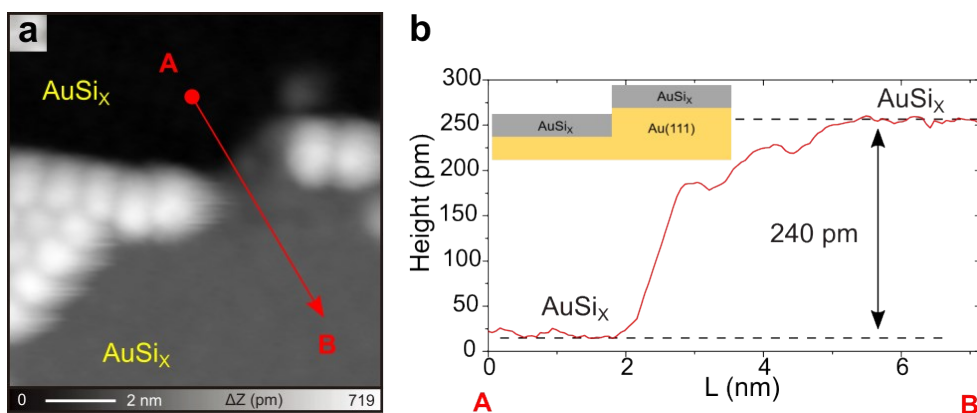 a
A
AuSiX
B
AuSiX
0
2 nm
ΔZ (pm)
719
b
300
250
200
150
100
50
0
Height (pm)
AuSiX
AuSiX
Au(111)
AuSiX
240 pm
AuSiX
0
2
4
6
L (nm)
A
B